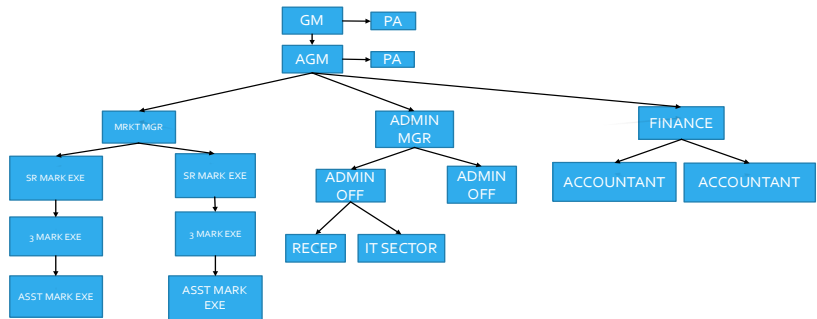 GM
PA
AGM
PA
MRKT MGR
ADMIN
MGR
FINANCE
SR MARK EXE
SR MARK EXE
ADMIN
OFF
ADMIN
OFF
ACCOUNTANT
ACCOUNTANT
3 MARK EXE
3 MARK EXE
RECEP
IT SECTOR
ASST MARK EXE
ASST MARK
EXE